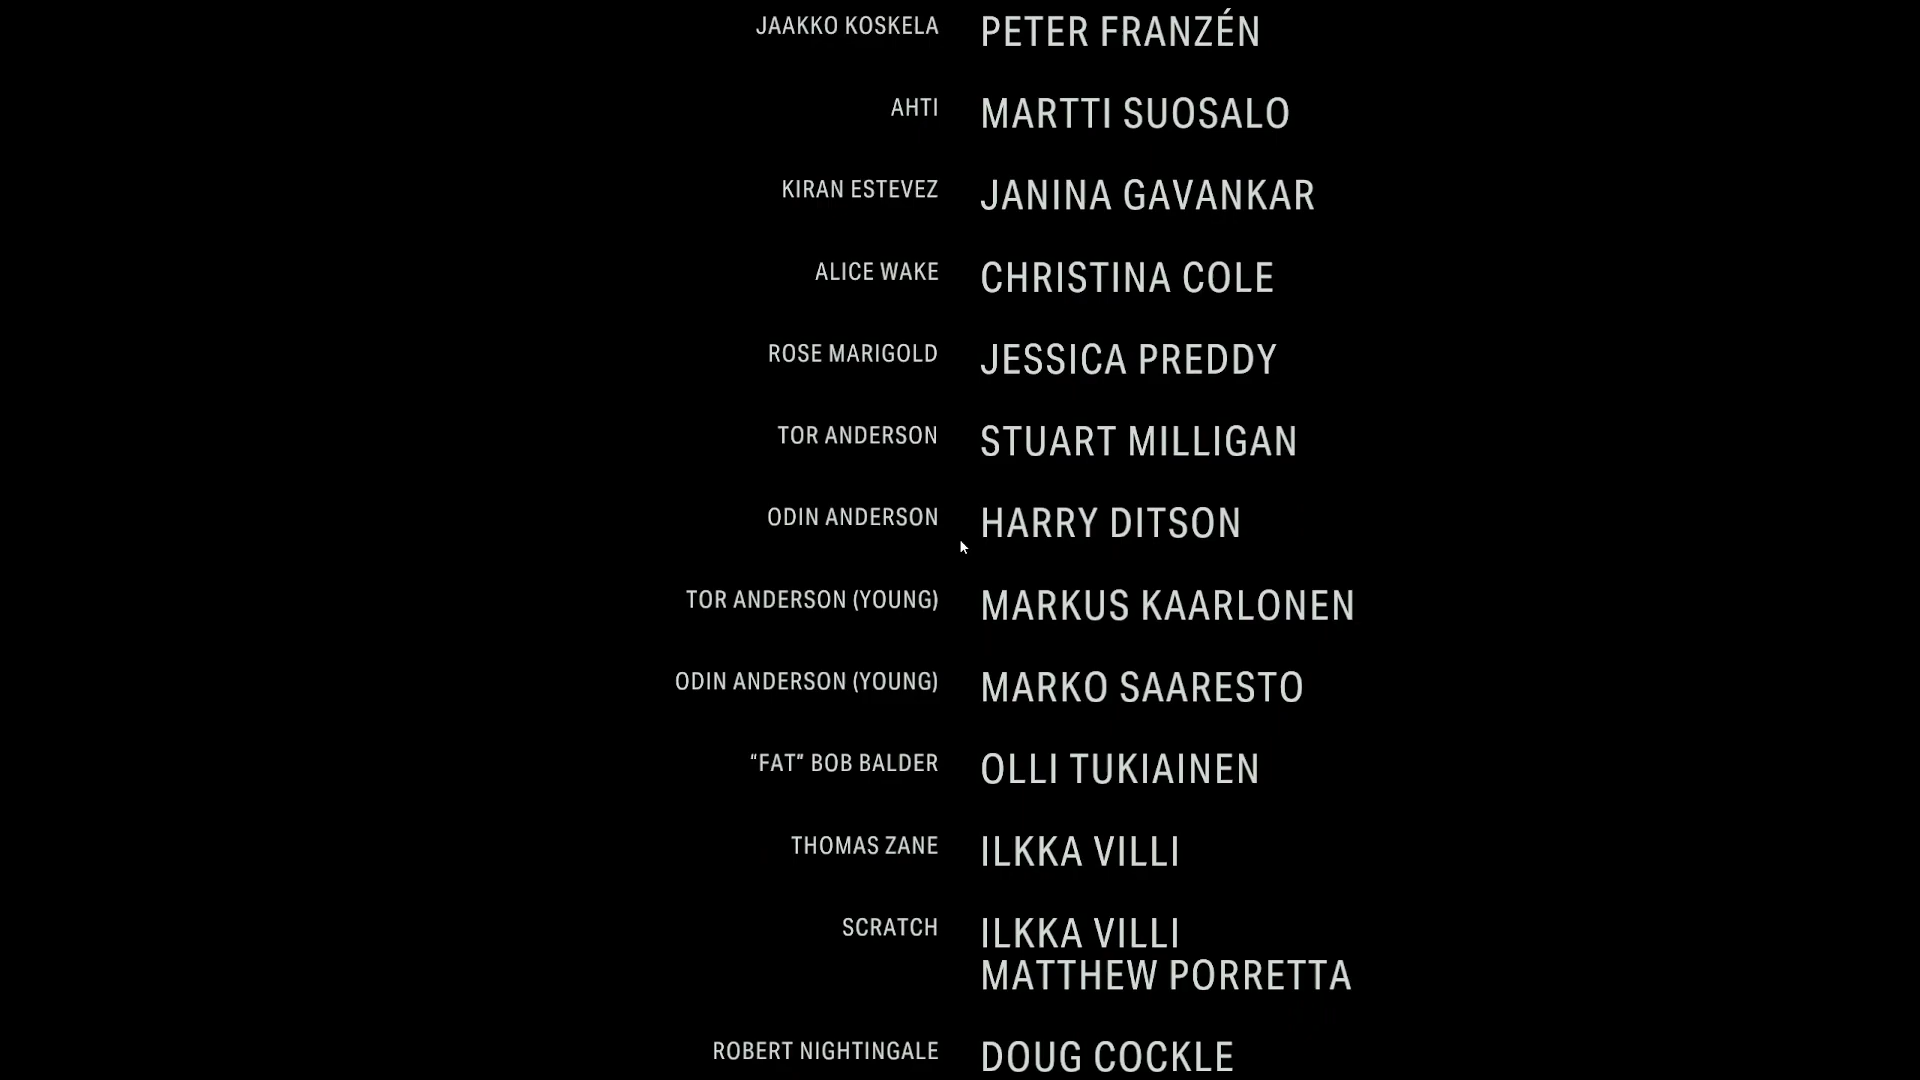 JAAKKO KOSKELA PETER FRANZÉN
AHTI MARTTI SUOSALO
KIRAN ESTEVEZ JANINA GAVANKAR
ALICE WAKE CHRISTINA COLE
ROSE MARIGOLD JESSICA PREDDY
TOR ANDERSON STUART MILLIGAN
ODIN ANDERSON HARRY DITSON
TOR ANDERSON (YOUNG) MARKUS KAARLONEN
ODIN ANDERSON (YOUNG) MARKO SAARESTO
“FAT” BOB BALDER OLLI TUKIAINEN
THOMAS ZANE ILKKA VILLI
SCRATCH ILKKA VILLI
MATTHEW PORRETTA
ROBERT NIGHTINGALE DOUG COCKLE